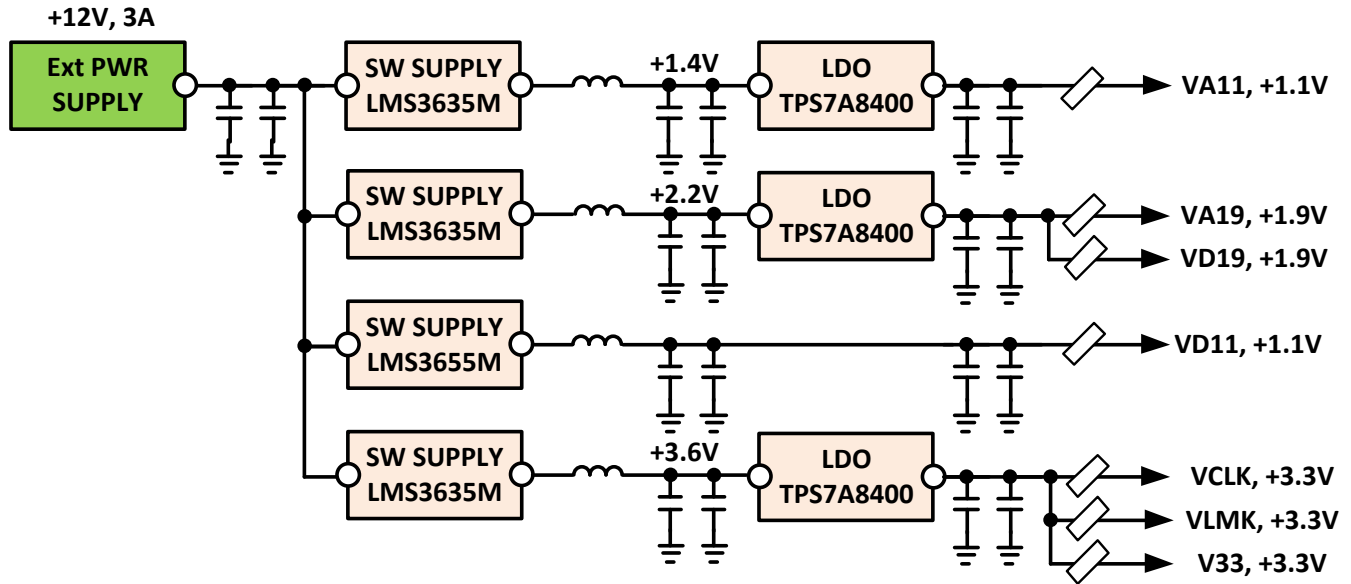 +12V, 3A
Ext PWR
SUPPLY
SW SUPPLY
LMS3635M
+1.4V
LDO
TPS7A8400
VA11, +1.1V
SW SUPPLY
LMS3635M
+2.2V
LDO
TPS7A8400
VA19, +1.9V
VD19, +1.9V
SW SUPPLY
LMS3655M
VD11, +1.1V
SW SUPPLY
LMS3635M
+3.6V
LDO
TPS7A8400
VCLK, +3.3V
VLMK, +3.3V
V33, +3.3V